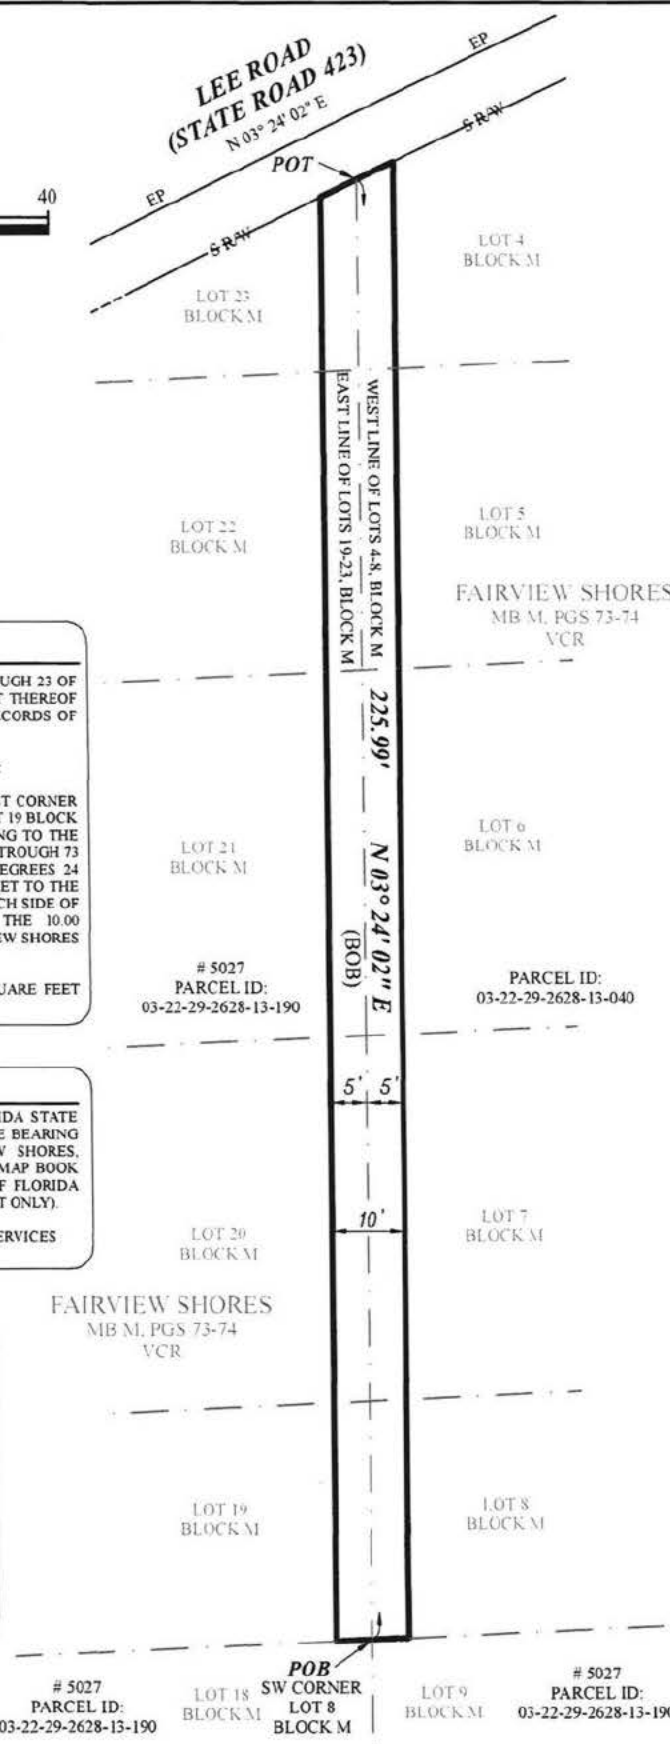 LEE ROAD
(STATE ROAD 423)
N 03° 24' 02" E
EP
EP
S R/W
S R/W
POT
40
LOT 4
BLOCK M
LOT 23
BLOCK M
WEST LINE OF LOTS 4-8, BLOCK M
EAST LINE OF LOTS 19-23, BLOCK M
LOT 22
BLOCK M
LOT 5
BLOCK M
FAIRVIEW SHORES
MB M, PGS 73-74
VCR
UGH 23 OF
T THEREOF
CORDS OF
:
T CORNER
T 19 BLOCK
NG TO THE
TROUGH 73
EGREES 24
ET TO THE
CH SIDE OF
THE 10.00
EW SHORES
UARE FEET
225.99'
N 03° 24' 02" E
(BOB)
LOT 21
BLOCK M
LOT 6
BLOCK M
# 5027
PARCEL ID:
03-22-29-2628-13-190
PARCEL ID:
03-22-29-2628-13-040
5' 5'
IDA STATE
E BEARING
W SHORES,
MAP BOOK
F FLORIDA
T ONLY).
ERVICES
10'
LOT 20
BLOCK M
LOT 7
BLOCK M
FAIRVIEW SHORES
MB M, PGS 73-74
VCR
LOT 19
BLOCK M
LOT 8
BLOCK M
POB
SW CORNER
LOT 8
BLOCK M
# 5027
PARCEL ID:
03-22-29-2628-13-190
LOT 18
BLOCK M
LOT 9
BLOCK M
# 5027
PARCEL ID:
03-22-29-2628-13-190